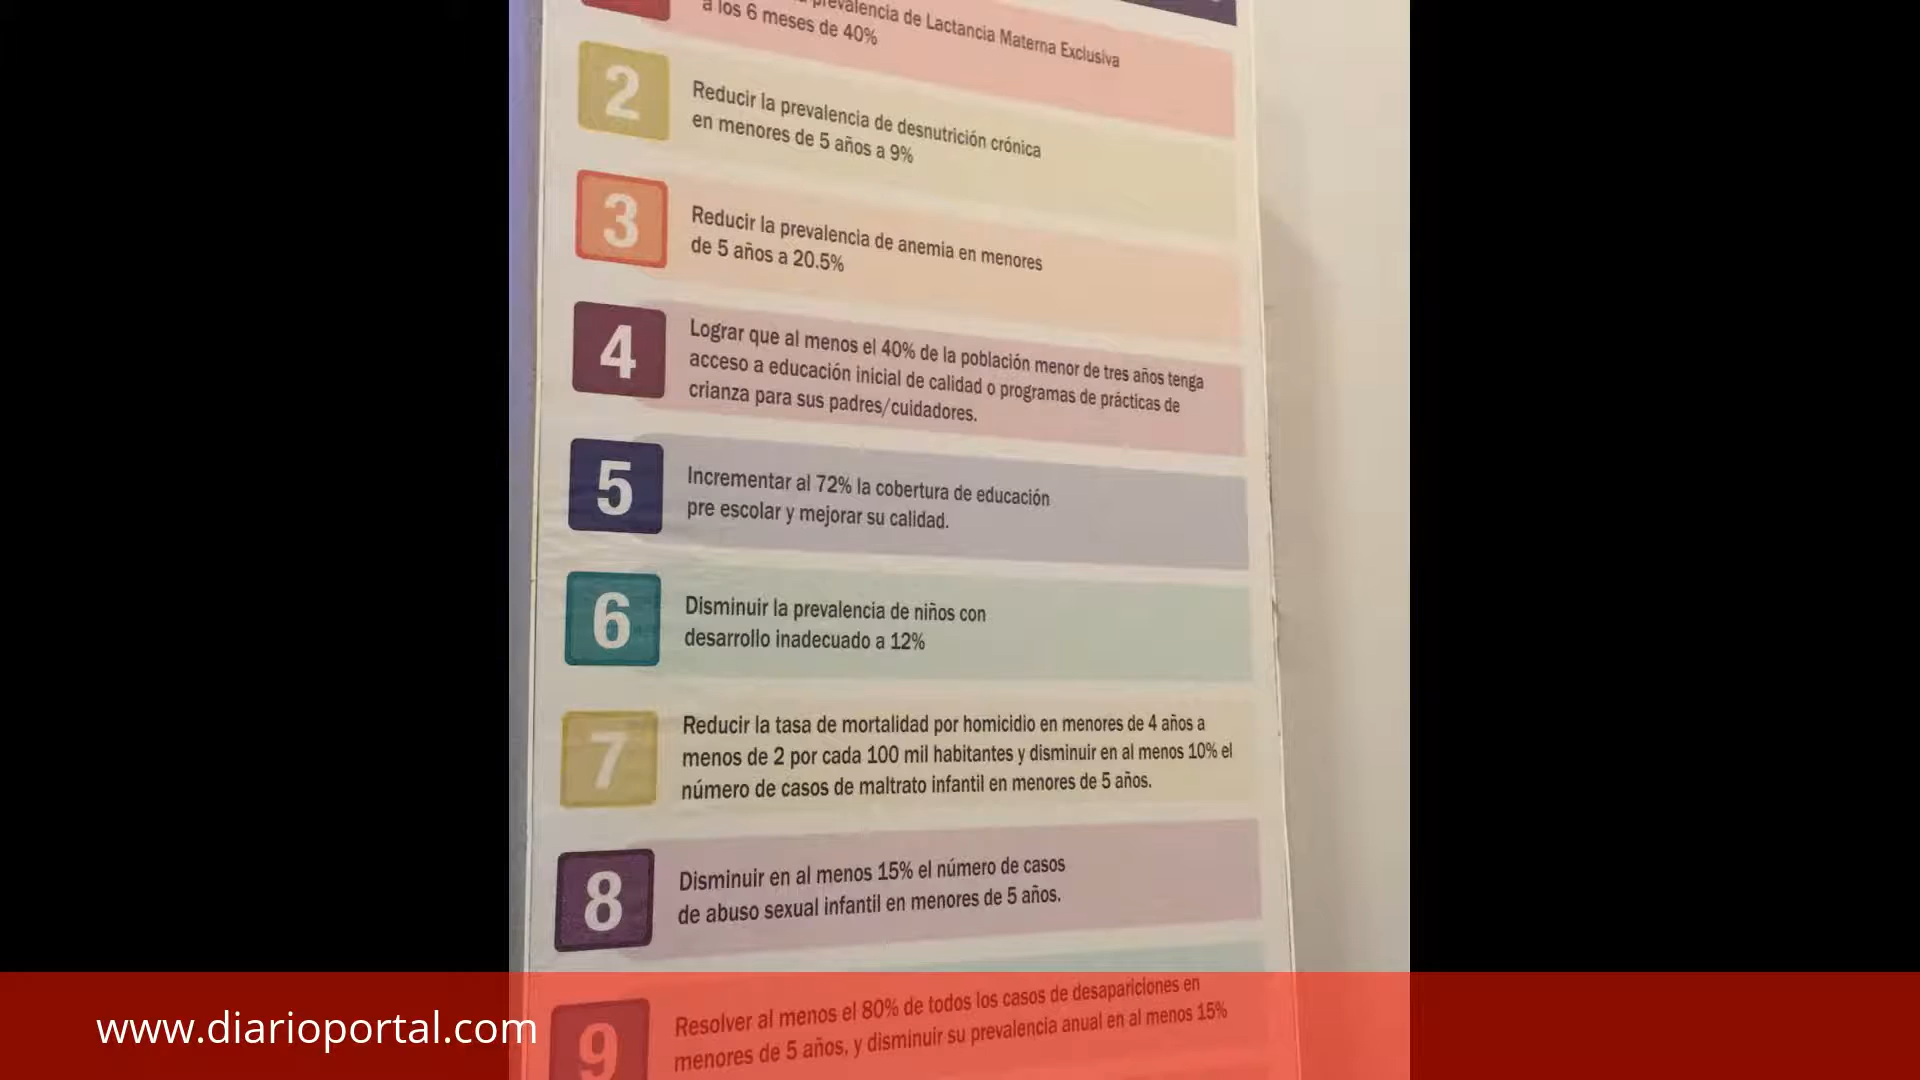 prevalencia de Lactancia Materna Exclusiva
a los 6 meses de 40%
2
Reducir la prevalencia de desnutrición crónica
en menores de 5 años a 9%
3
Reducir la prevalencia de anemia en menores
de 5 años a 20.5%
4
Lograr que al menos el 40% de la población menor de tres años tenga
acceso a educación inicial de calidad o programas de prácticas de
crianza para sus padres/cuidadores.
5
Incrementar al 72% la cobertura de educación
pre escolar y mejorar su calidad.
6
Disminuir la prevalencia de niños con
desarrollo inadecuado a 12%
7
Reducir la tasa de mortalidad por homicidio en menores de 4 años a
menos de 2 por cada 100 mil habitantes y disminuir en al menos 10% el
número de casos de maltrato infantil en menores de 5 años.
8
Disminuir en al menos 15% el número de casos
de abuso sexual infantil en menores de 5 años.
9
Resolver al menos el 80% de todos los casos de desapariciones en
menores de 5 años, y disminuir su prevalencia anual en al menos 15%
www.diarioportal.com